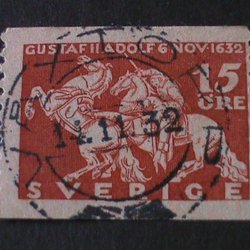 GUSTAF II ADOLF 6 NOV. 1632
15
ÖRE
14.11.32
SVERIGE